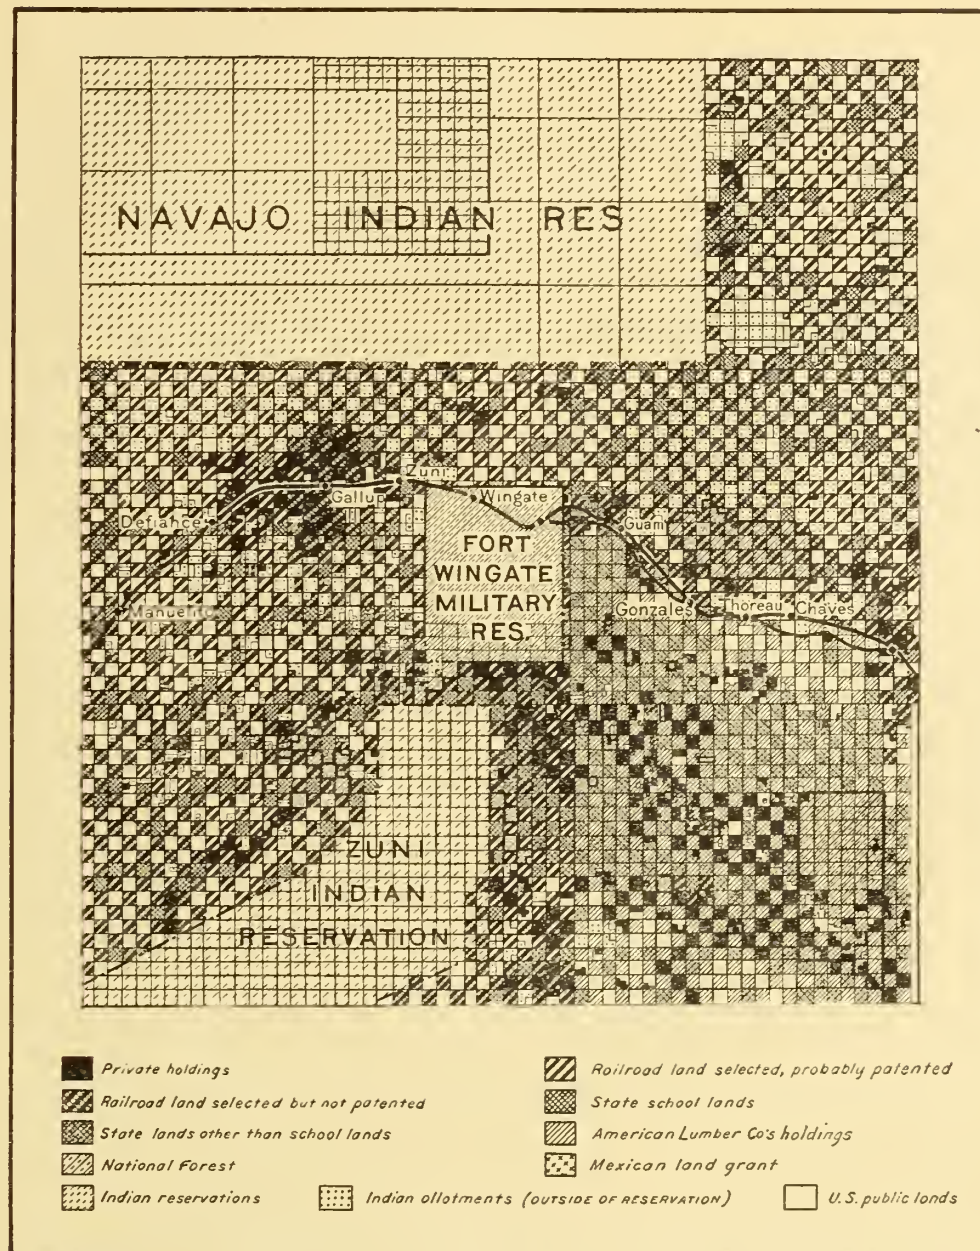 NAVAJO INDIAN RES
Zuni
Gallup
Wingate
Defiance
Guam
FORT
WINGATE
MILITARY
RES.
Manuelito
Gonzales
Thoreau
Chaves
ZUNI
INDIAN
RESERVATION
Private holdings
Railroad land selected, probably patented
Railroad land selected but not patented
State school lands
State lands other than school lands
American Lumber Co's holdings
National Forest
Mexican land grant
Indian reservations
Indian allotments (OUTSIDE OF RESERVATION)
U.S. public lands